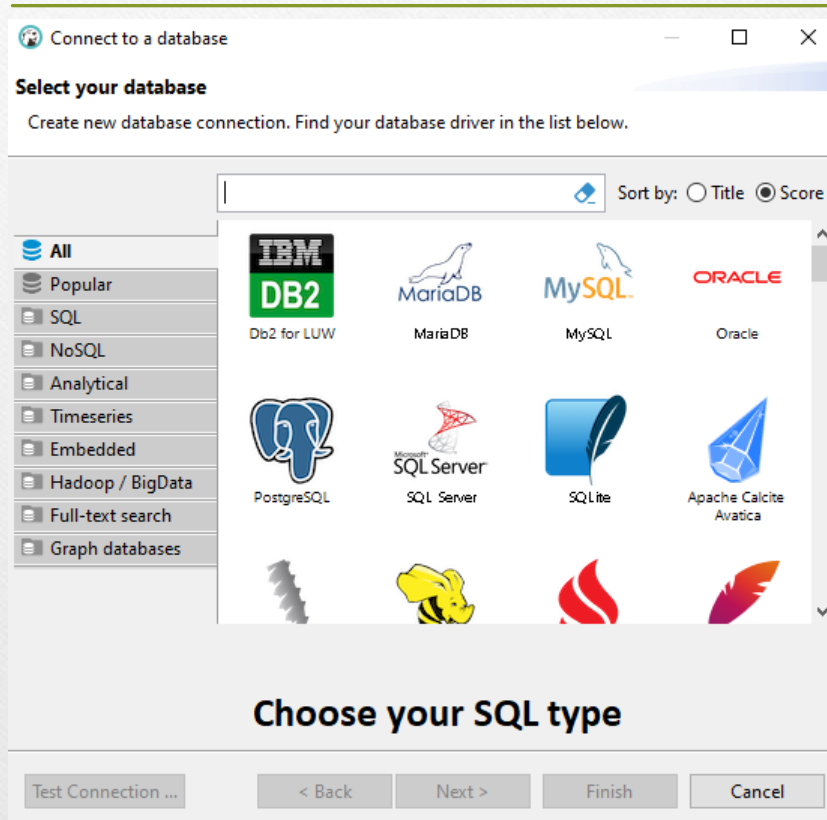 Connect to a database
Select your database
Create new database connection. Find your database driver in the list below.
Sort by: Title Score
All
Popular
SQL
NoSQL
Analytical
Timeseries
Embedded
Hadoop / BigData
Full-text search
Graph databases
IBM
DB2
Db2 for LUW
MariaDB
MariaDB
MySQL
MySQL
ORACLE
Oracle
PostgreSQL
Microsoft
SQL Server
SQL Server
SQLite
Apache Calcite
Avatica
Choose your SQL type
Test Connection ...
< Back
Next >
Finish
Cancel